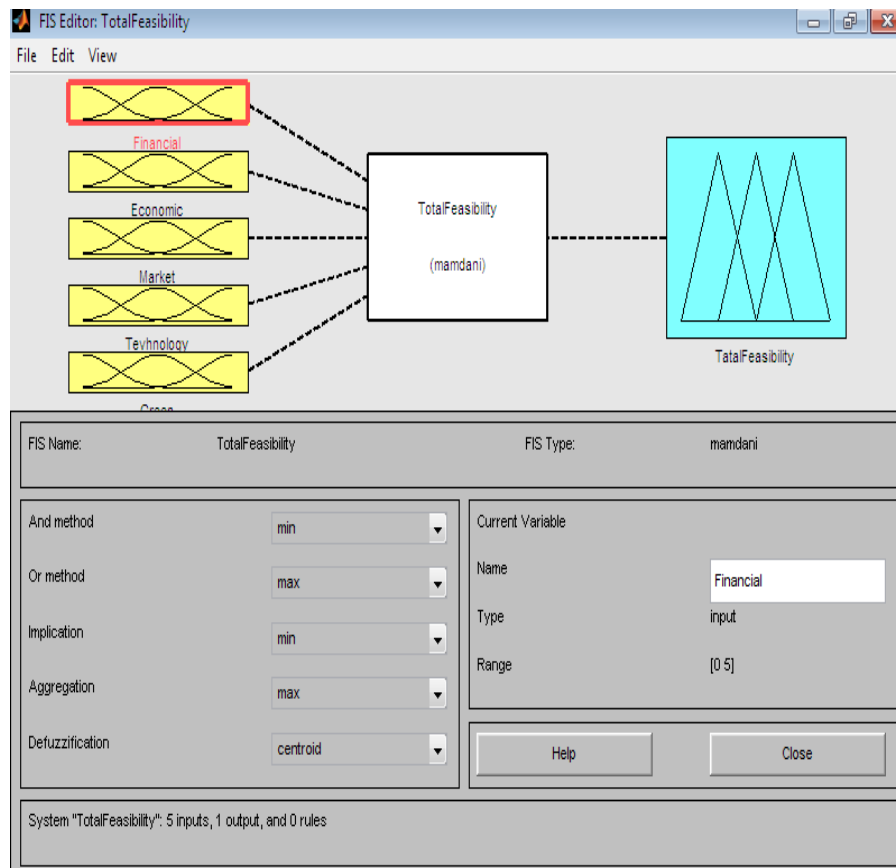 FIS Editor: TotalFeasibility
File Edit View
Financial
Economic
Market
Tevhnology
TotalFeasibility
(mamdani)
TatalFeasibility
FIS Name: TotalFeasibility FIS Type: mamdani
And method min
Or method max
Implication min
Aggregation max
Defuzzification centroid
Current Variable
Name Financial
Type input
Range [0 5]
Help Close
System "TotalFeasibility": 5 inputs, 1 output, and 0 rules